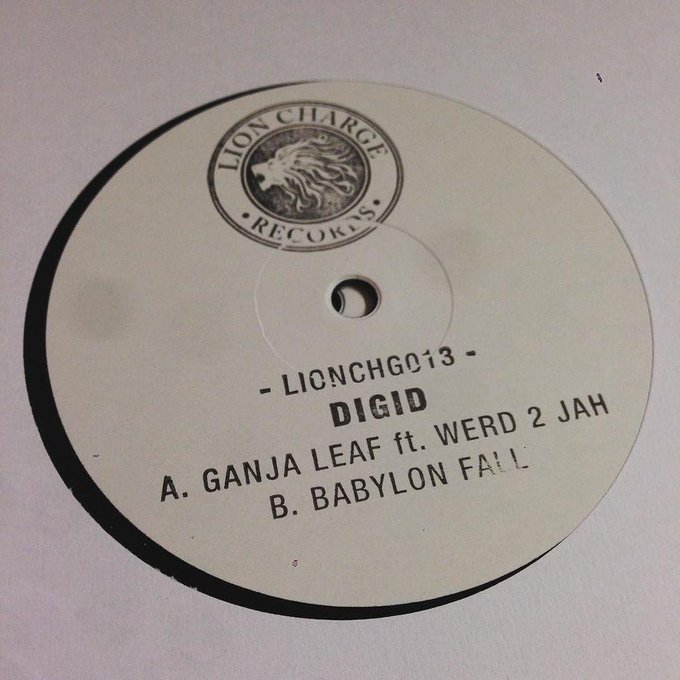 LION CHARGE
• RECORDS •
- LIONCHG013 -
DIGID
A. GANJA LEAF ft. WERD 2 JAH
B. BABYLON FALL